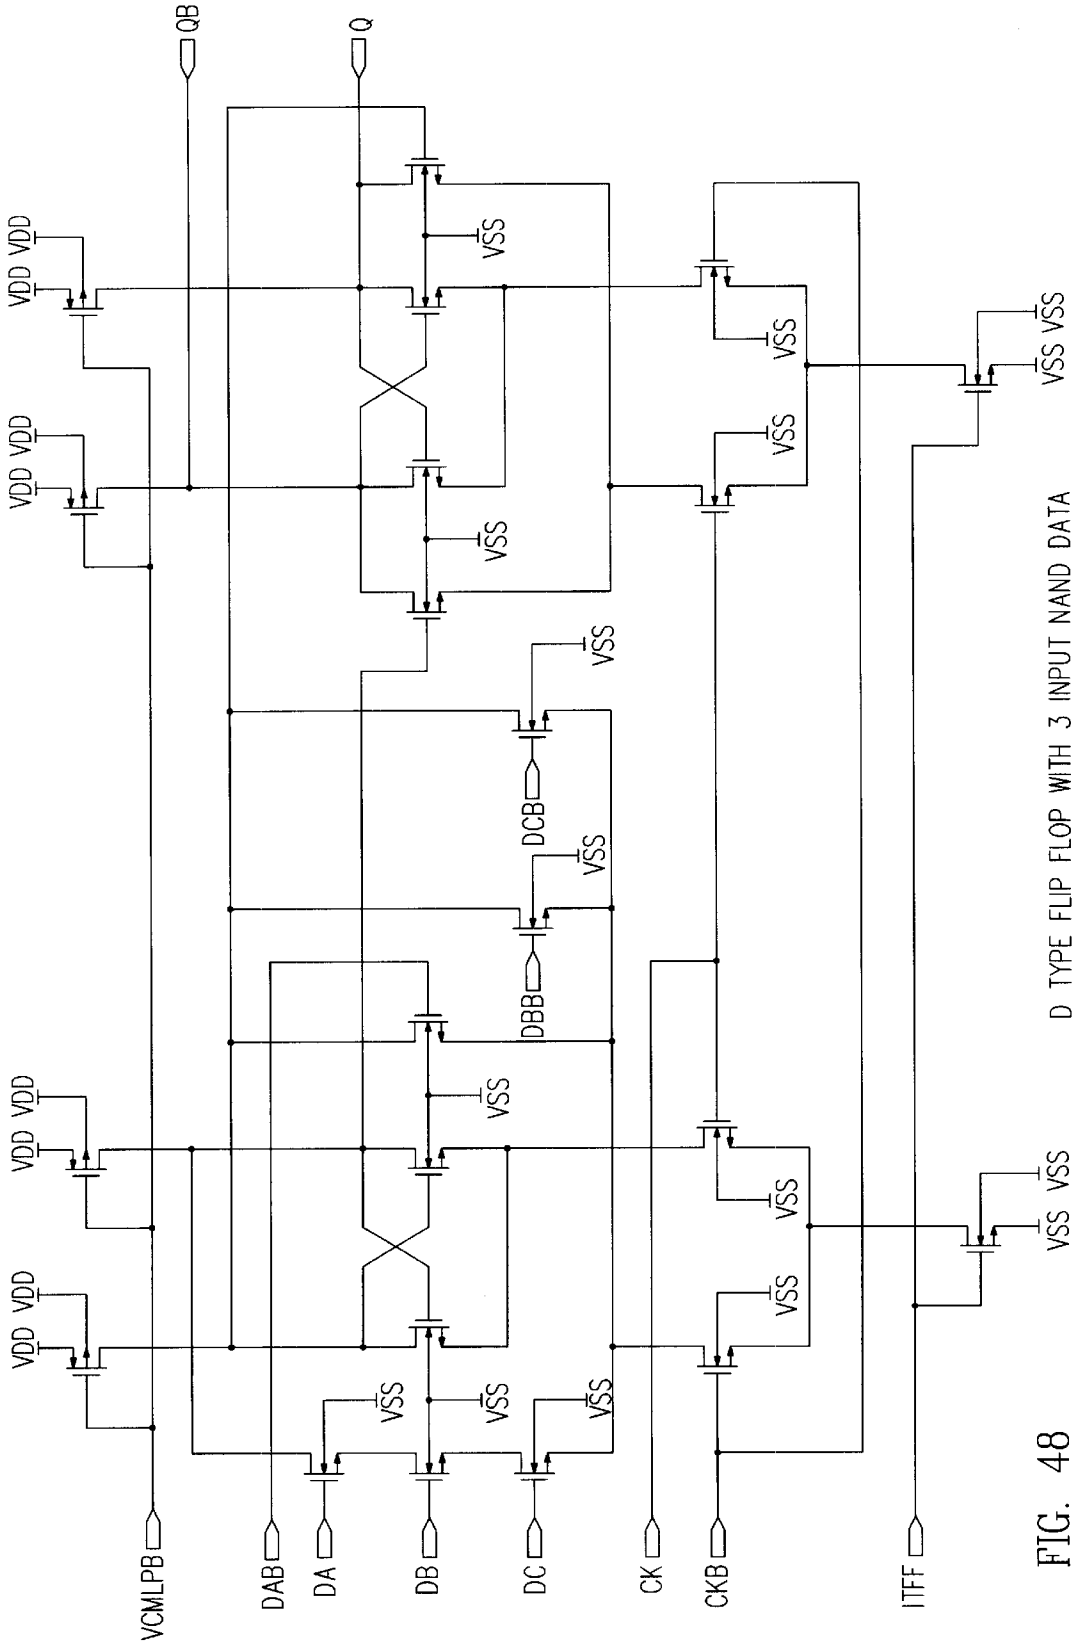 VDD VDD
VDD VDD
VDD VDD
VDD VDD
VCMLPB
QB
Q
DAB
DA
DB
DC
VSS
VSS
VSS
VSS
DBB
VSS
DCB
VSS
VSS
VSS
CK
CKB
VSS
VSS
VSS
VSS
ITFF
VSS VSS
VSS VSS
FIG. 48
D TYPE FLIP FLOP WITH 3 INPUT NAND DATA